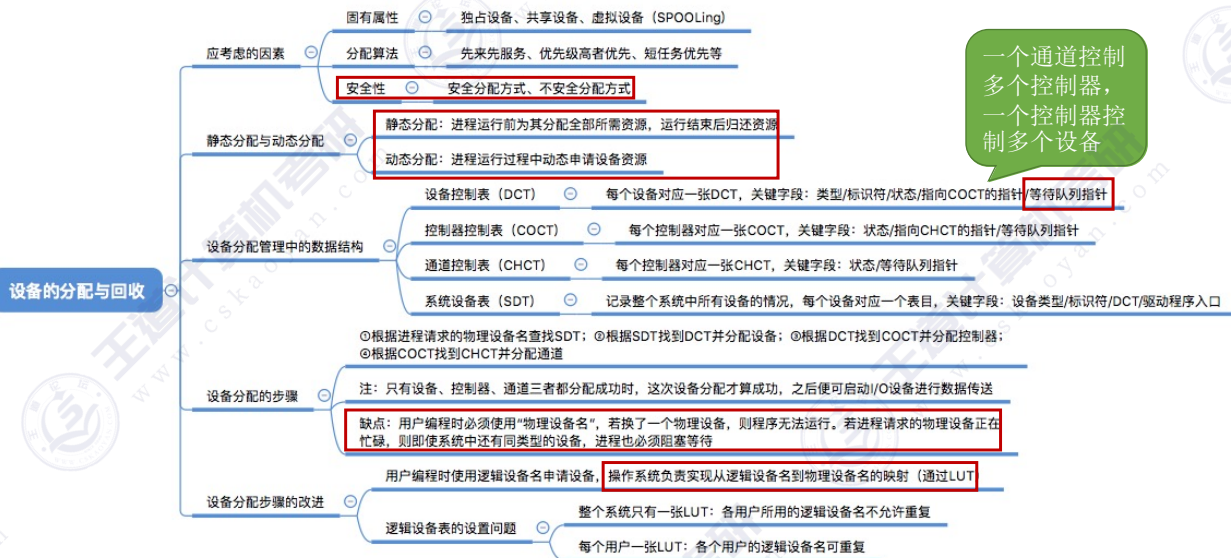 固有属性
独占设备、共享设备、虚拟设备（SPOOLing）
应考虑的因素
分配算法
先来先服务、优先级高者优先、短任务优先等
安全性
安全分配方式、不安全分配方式
一个通道控制
多个控制器，
一个控制器控
制多个设备
静态分配与动态分配
静态分配：进程运行前为其分配全部所需资源，运行结束后归还资源
动态分配：进程运行过程中动态申请设备资源
设备控制表（DCT）
每个设备对应一张DCT，关键字段：类型/标识符/状态/指向COCT的指针/等待队列指针
设备分配管理中的数据结构
控制器控制表（COCT）
每个控制器对应一张COCT，关键字段：状态/指向CHCT的指针/等待队列指针
通道控制表（CHCT）
每个控制器对应一张CHCT，关键字段：状态/等待队列指针
系统设备表（SDT）
记录整个系统中所有设备的情况，每个设备对应一个表目，关键字段：设备类型/标识符/DCT/驱动程序入口
设备的分配与回收
设备分配的步骤
①根据进程请求的物理设备名查找SDT；②根据SDT找到DCT并分配设备；③根据DCT找到COCT并分配控制器；
④根据COCT找到CHCT并分配通道
注：只有设备、控制器、通道三者都分配成功时，这次设备分配才算成功，之后便可启动I/O设备进行数据传送
缺点：用户编程时必须使用“物理设备名”，若换了一个物理设备，则程序无法运行。若进程请求的物理设备正在
忙碌，则即使系统中还有同类型的设备，进程也必须阻塞等待
设备分配步骤的改进
用户编程时使用逻辑设备名申请设备，操作系统负责实现从逻辑设备名到物理设备名的映射（通过LUT）
逻辑设备表的设置问题
整个系统只有一张LUT：各用户所用的逻辑设备名不允许重复
每个用户一张LUT：各个用户的逻辑设备名可重复
王道计算机考研
www.cskaoyan.com